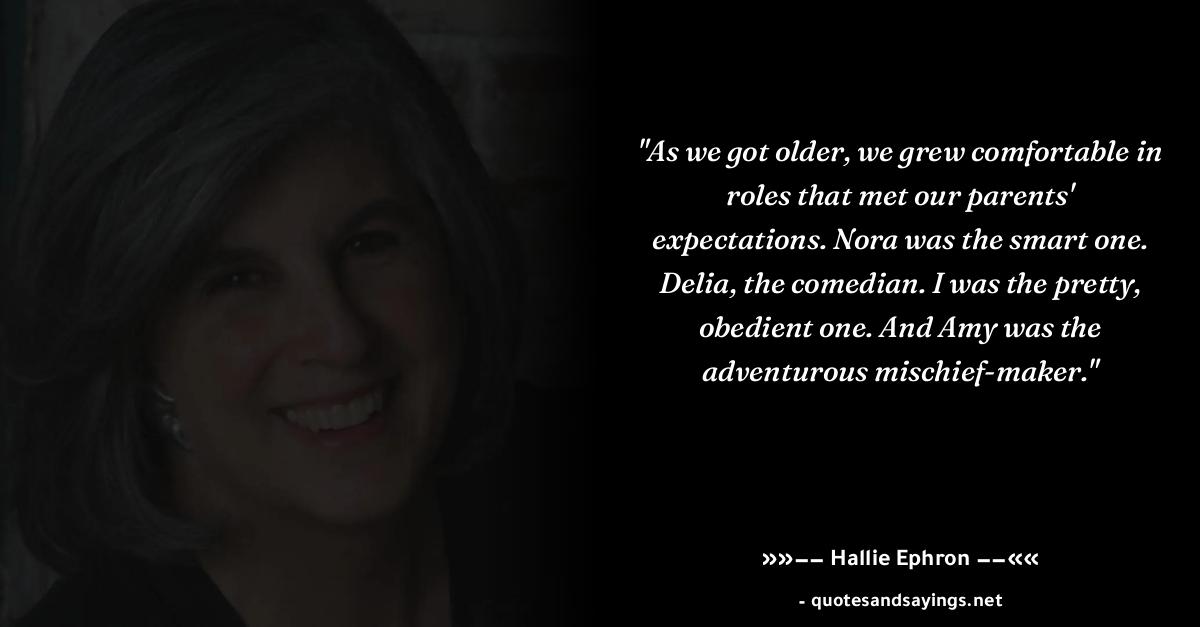 "As we got older, we grew comfortable in
roles that met our parents'
expectations. Nora was the smart one.
Delia, the comedian. I was the pretty,
obedient one. And Amy was the
adventurous mischief-maker."
»»−− Hallie Ephron −−««
- quotesandsayings.net